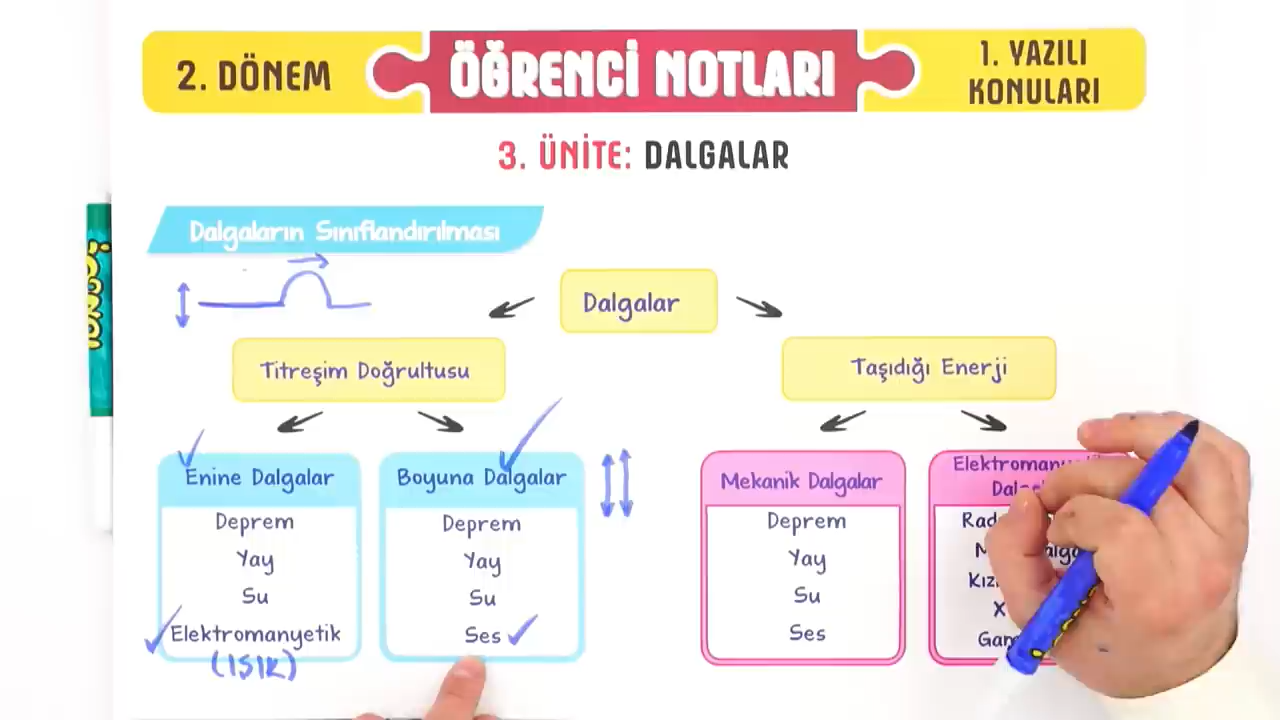 2. DÖNEM
ÖĞRENCİ NOTLARI
1. YAZILI
KONULARI
3. ÜNİTE: DALGALAR
Dalgaların Sınıflandırılması
Dalgalar
Titreşim Doğrultusu
Taşıdığı Enerji
Enine Dalgalar
Deprem
Yay
Su
Elektromanyetik
(IŞIK)
Boyuna Dalgalar
Deprem
Yay
Su
Ses
Mekanik Dalgalar
Deprem
Yay
Su
Ses
X